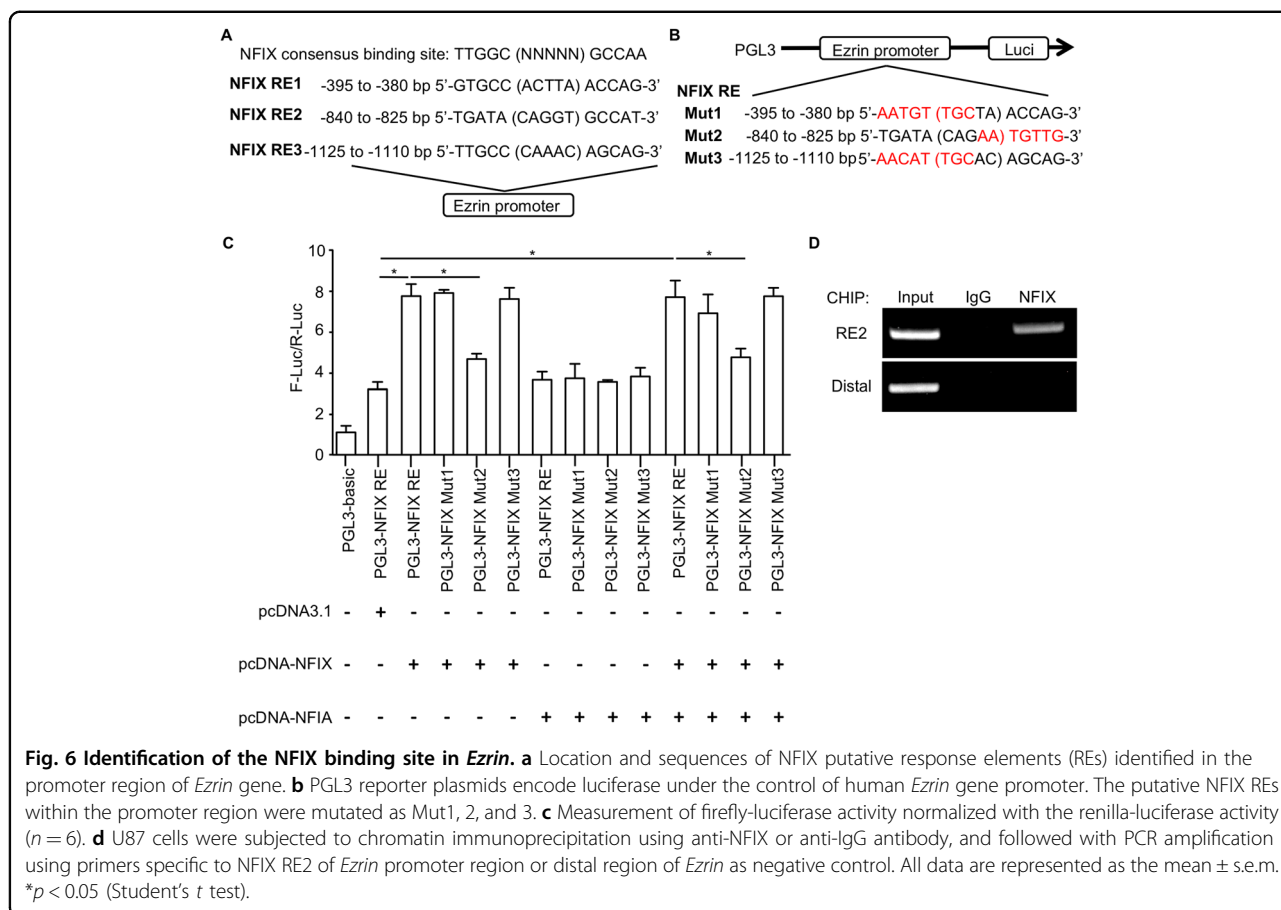 A
NFIX consensus binding site: TTGGC (NNNNN) GCCAA
NFIX RE1 -395 to -380 bp 5'-GTGCC (ACTTA) ACCAG-3'
NFIX RE2 -840 to -825 bp 5'-TGATA (CAGGT) GCCAT-3'
NFIX RE3 -1125 to -1110 bp 5'-TTGCC (CAAAC) AGCAG-3'
Ezrin promoter
B
PGL3 Ezrin promoter Luci
NFIX RE
Mut1 -395 to -380 bp 5'-AATGT (TGCTA) ACCAG-3'
Mut2 -840 to -825 bp 5'-TGATA (CAGAA) TGTTG-3'
Mut3 -1125 to -1110 bp 5'-AACAT (TGCAC) AGCAG-3'
C
F-Luc/R-Luc
10
8
6
4
2
0
* * * * 
PGL3-basic
PGL3-NFIX RE
PGL3-NFIX RE
PGL3-NFIX Mut1
PGL3-NFIX Mut2
PGL3-NFIX Mut3
PGL3-NFIX RE
PGL3-NFIX Mut1
PGL3-NFIX Mut2
PGL3-NFIX Mut3
PGL3-NFIX RE
PGL3-NFIX Mut1
PGL3-NFIX Mut2
PGL3-NFIX Mut3
pcDNA3.1 - + - - - - - - - - - - - -
pcDNA-NFIX - - + + + + - - - - + + + +
pcDNA-NFIA - - - - - - + + + + + + + +
D
CHIP: Input IgG NFIX
RE2
Distal
Fig. 6 Identification of the NFIX binding site in Ezrin. a Location and sequences of NFIX putative response elements (REs) identified in the
promoter region of Ezrin gene. b PGL3 reporter plasmids encode luciferase under the control of human Ezrin gene promoter. The putative NFIX REs
within the promoter region were mutated as Mut1, 2, and 3. c Measurement of firefly-luciferase activity normalized with the renilla-luciferase activity
(n = 6). d U87 cells were subjected to chromatin immunoprecipitation using anti-NFIX or anti-IgG antibody, and followed with PCR amplification
using primers specific to NFIX RE2 of Ezrin promoter region or distal region of Ezrin as negative control. All data are represented as the mean ± s.e.m.
*p < 0.05 (Student's t test).